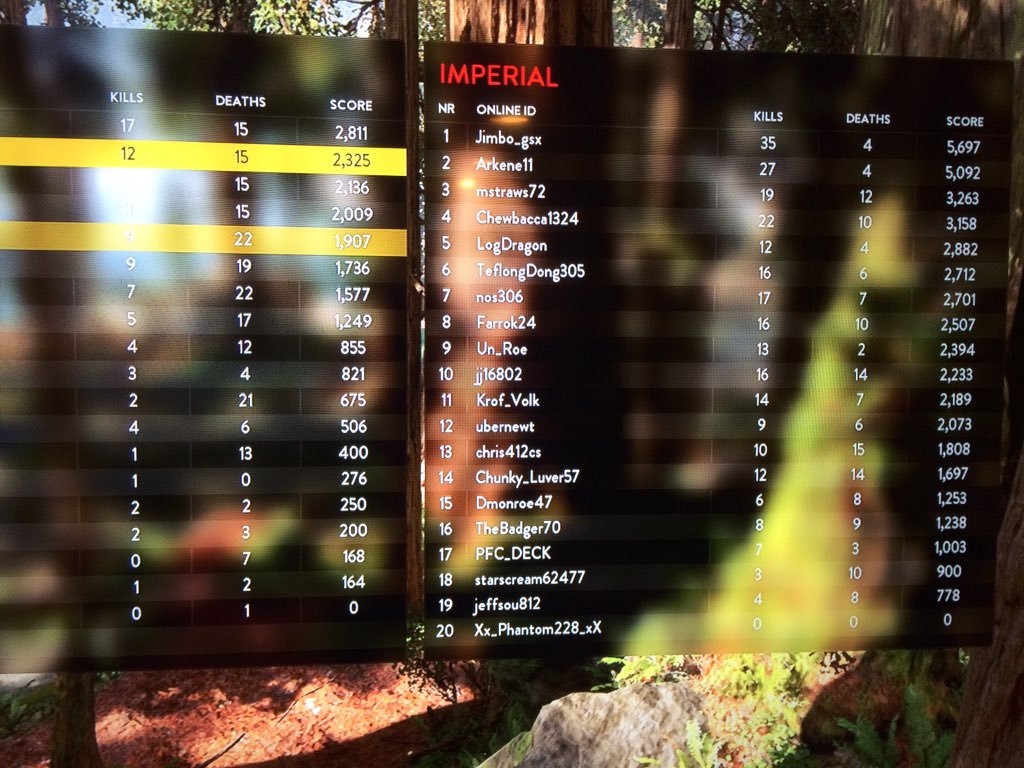 KILLS DEATHS SCORE
17 15 2,811
12 15 2,325
15 2,136
15 2,009
9 22 1,907
9 19 1,736
7 22 1,577
5 17 1,249
4 12 855
3 4 821
2 21 675
4 6 506
1 13 400
1 0 276
2 2 250
2 3 200
0 7 168
1 2 164
0 1 0
IMPERIAL
NR ONLINE ID KILLS DEATHS SCORE
1 Jimbo_gsx 35 4 5,697
2 Arkene11 27 4 5,092
3 mstraws72 19 12 3,263
4 Chewbacca1324 22 10 3,158
5 LogDragon 12 4 2,882
6 TeflongDong305 16 6 2,712
7 nos306 17 7 2,701
8 Farrok24 16 10 2,507
9 Un_Roe 13 2 2,394
10 jj16802 16 14 2,233
11 Krof_Volk 14 7 2,189
12 ubernewt 9 6 2,073
13 chris412cs 10 15 1,808
14 Chunky_Luver57 12 14 1,697
15 Dmonroe47 6 8 1,253
16 TheBadger70 8 9 1,238
17 PFC_DECK 7 3 1,003
18 starscream62477 3 10 900
19 jeffsou812 4 8 778
20 Xx_Phantom228_xX 0 0 0